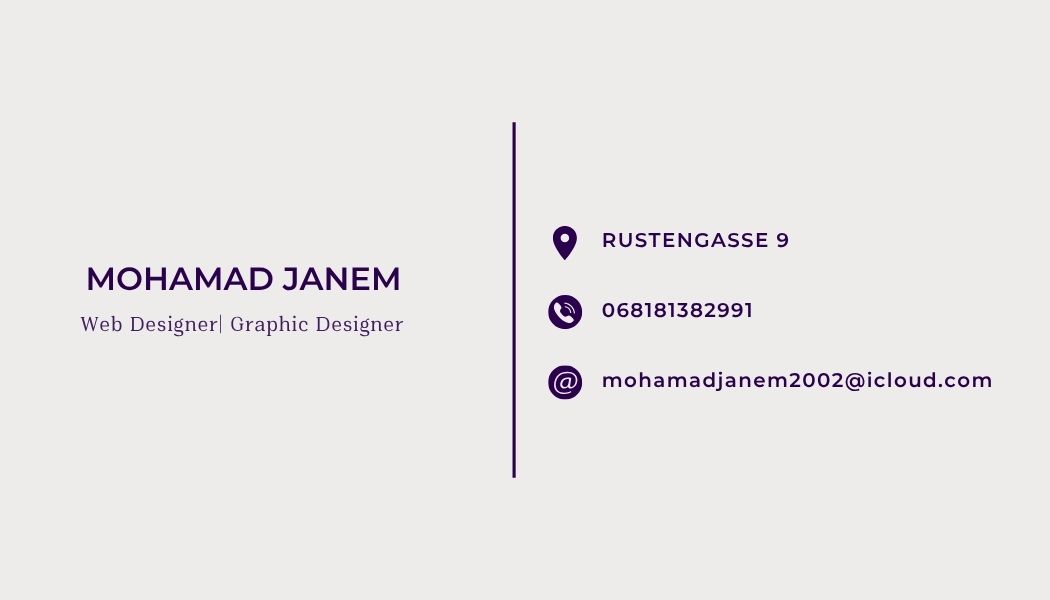 MOHAMAD JANEM
Web Designer| Graphic Designer
RUSTENGASSE 9
068181382991
mohamadjanem2002@icloud.com